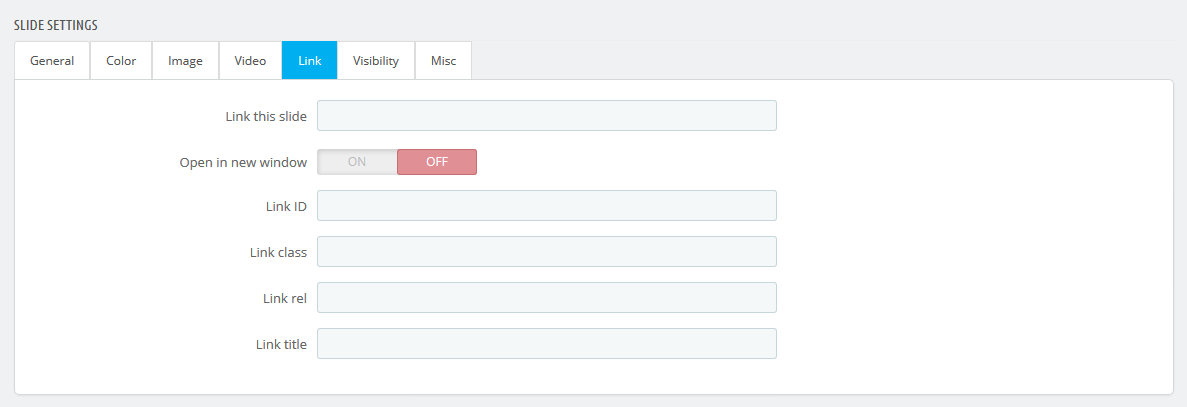 SLIDE SETTINGS
General Color Image Video Link Visibility Misc
Link this slide
Open in new window ON OFF
Link ID
Link class
Link rel
Link title